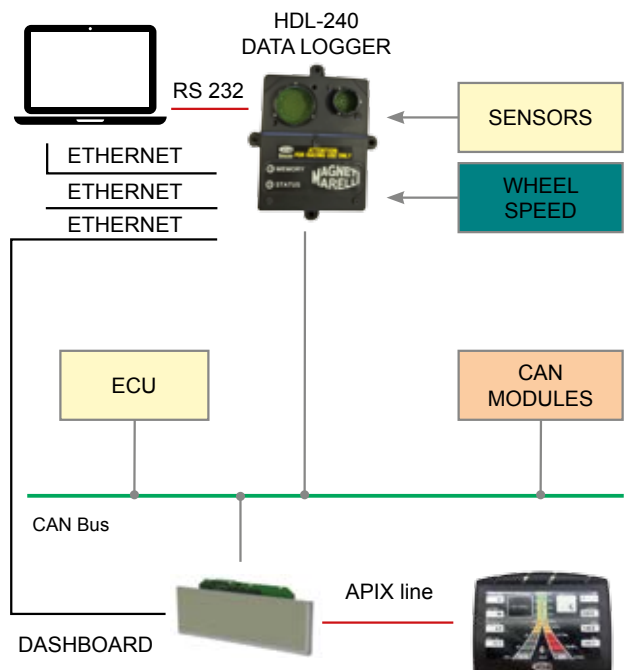 HDL-240
DATA LOGGER
RS 232
SENSORS
ETHERNET
MEMORY
STATUS
MAGNETI
MARELLI
ETHERNET
WHEEL
SPEED
ETHERNET
ECU
CAN
MODULES
CAN Bus
APIX line
DASHBOARD